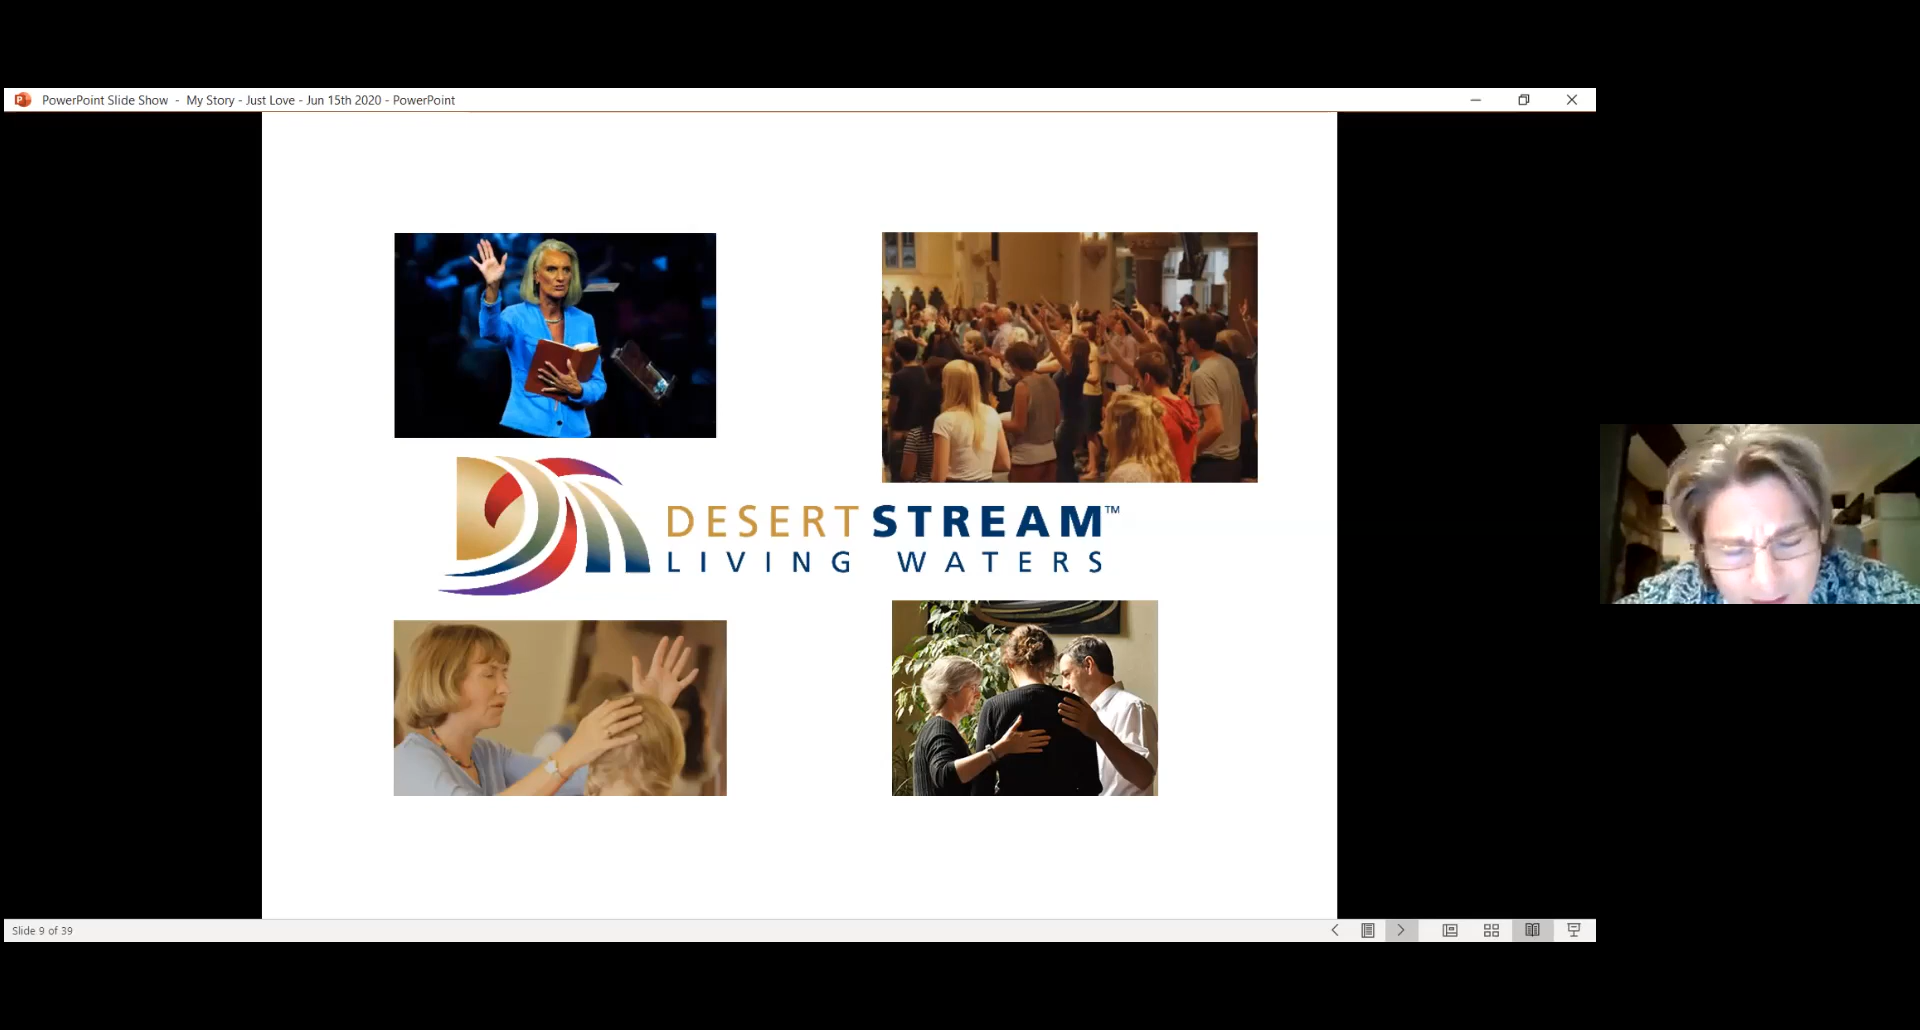 PowerPoint Slide Show - My Story - Just Love - Jun 15th 2020 - PowerPoint
DESERT STREAM™
LIVING WATERS
Slide 9 of 39